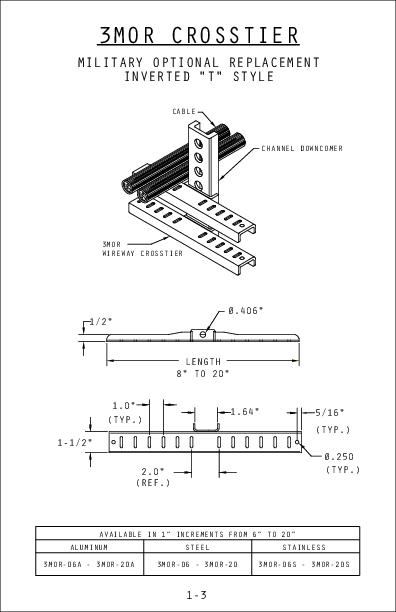 3MOR CROSSTIER
MILITARY OPTIONAL REPLACEMENT
INVERTED "T" STYLE
CABLE
CHANNEL DOWNCOMER
3MOR
WIREWAY CROSSTIER
Ø.406"
1/2"
LENGTH
8" TO 20"
1.0"
(TYP.)
1.64"
5/16"
(TYP.)
1-1/2"
2.0"
(REF.)
Ø.250
(TYP.)
AVAILABLE IN 1" INCREMENTS FROM 6" TO 20"
ALUMINUM STEEL STAINLESS
3MOR-06A - 3MOR-20A 3MOR-06 - 3MOR-20 3MOR-06S - 3MOR-20S
1-3